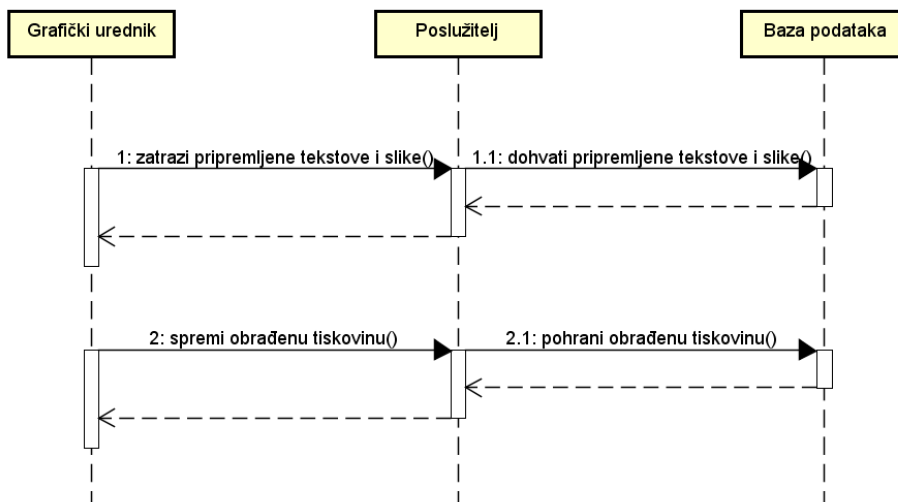 Grafički urednik
Poslužitelj
Baza podataka
1: zatrazi pripremljene tekstove i slike()
1.1: dohvati pripremljene tekstove i slike()
2: spremi obrađenu tiskovinu()
2.1: pohrani obrađenu tiskovinu()